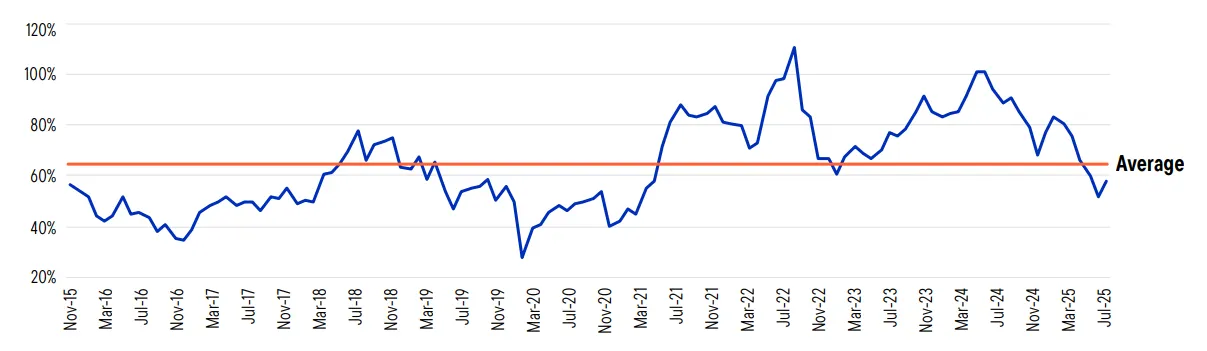 120%
100%
80%
60%
40%
20%
Average
Nov-15
Mar-16
Jul-16
Nov-16
Mar-17
Jul-17
Nov-17
Mar-18
Jul-18
Nov-18
Mar-19
Jul-19
Nov-19
Mar-20
Jul-20
Nov-20
Mar-21
Jul-21
Nov-21
Mar-22
Jul-22
Nov-22
Mar-23
Jul-23
Nov-23
Mar-24
Jul-24
Nov-24
Mar-25
Jul-25